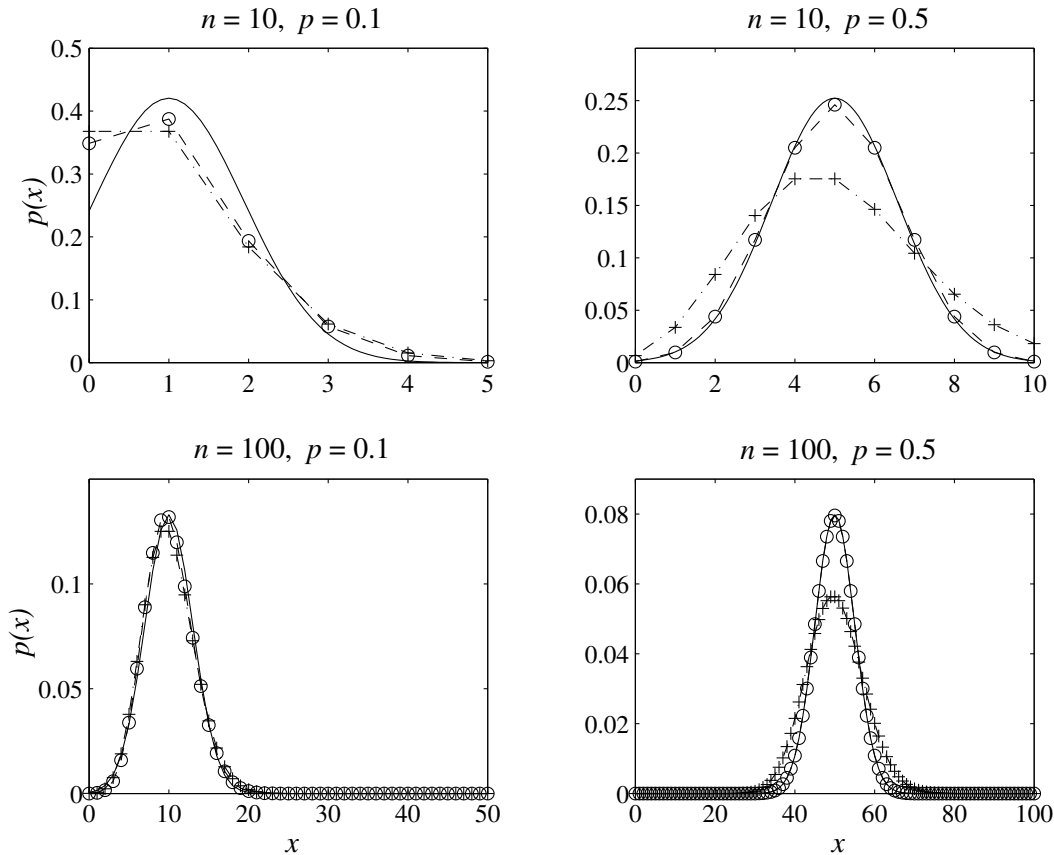 n = 10, p = 0.1
0.5
0.4
0.3
0.2
0.1
0
p(x)
0 1 2 3 4 5
n = 10, p = 0.5
0.25
0.2
0.15
0.1
0.05
0
0 2 4 6 8 10
n = 100, p = 0.1
0.1
0.05
0
p(x)
0 10 20 30 40 50
x
n = 100, p = 0.5
0.08
0.06
0.04
0.02
0
0 20 40 60 80 100
x